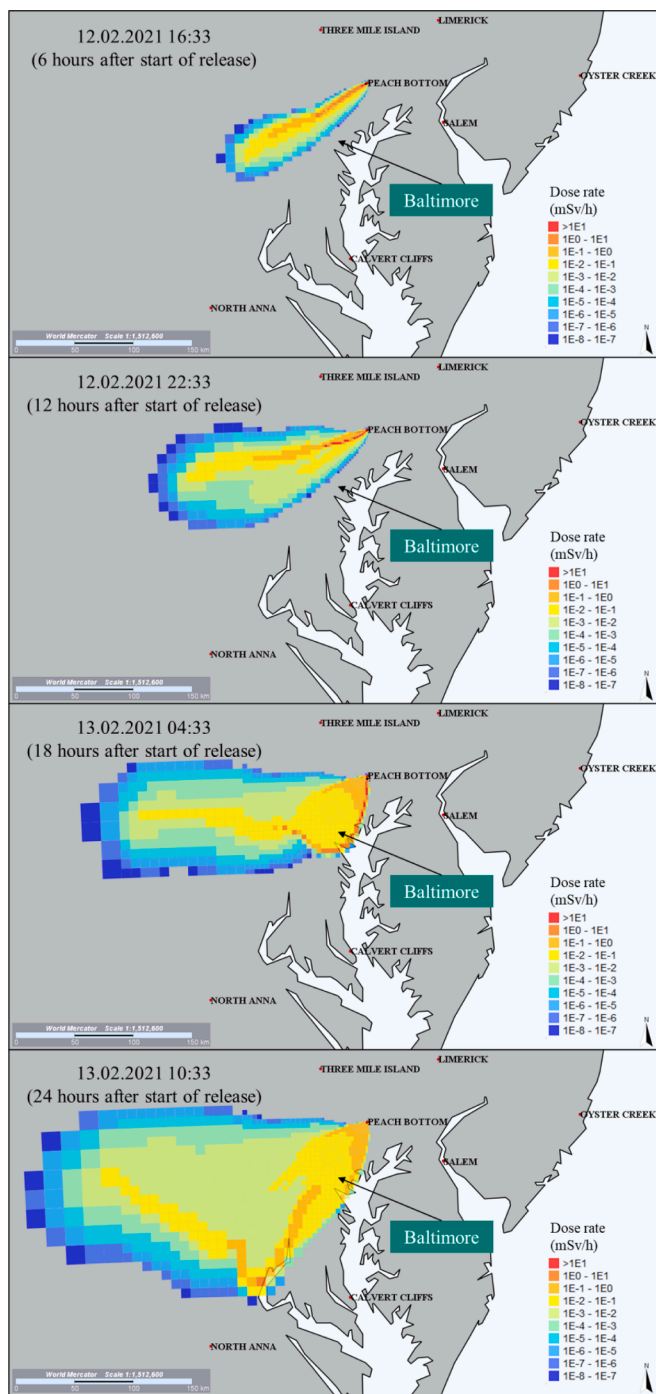 12.02.2021 16:33
(6 hours after start of release)
LIMERICK
THREE MILE ISLAND
OYSTER CREEK
PEACH BOTTOM
SALEM
Baltimore
Dose rate
(mSv/h)
>1E1
1E0 - 1E1
1E-1 - 1E0
1E-2 - 1E-1
1E-3 - 1E-2
1E-4 - 1E-3
1E-5 - 1E-4
1E-6 - 1E-5
1E-7 - 1E-6
1E-8 - 1E-7
CALVERT CLIFFS
NORTH ANNA
World Mercator Scale 1:1,512,600
0 50 100 150 km
N
12.02.2021 22:33
(12 hours after start of release)
LIMERICK
THREE MILE ISLAND
OYSTER CREEK
PEACH BOTTOM
SALEM
Baltimore
Dose rate
(mSv/h)
>1E1
1E0 - 1E1
1E-1 - 1E0
1E-2 - 1E-1
1E-3 - 1E-2
1E-4 - 1E-3
1E-5 - 1E-4
1E-6 - 1E-5
1E-7 - 1E-6
1E-8 - 1E-7
CALVERT CLIFFS
NORTH ANNA
World Mercator Scale 1:1,512,600
0 50 100 150 km
N
13.02.2021 04:33
(18 hours after start of release)
LIMERICK
THREE MILE ISLAND
OYSTER CREEK
PEACH BOTTOM
SALEM
Baltimore
Dose rate
(mSv/h)
>1E1
1E0 - 1E1
1E-1 - 1E0
1E-2 - 1E-1
1E-3 - 1E-2
1E-4 - 1E-3
1E-5 - 1E-4
1E-6 - 1E-5
1E-7 - 1E-6
1E-8 - 1E-7
CALVERT CLIFFS
NORTH ANNA
World Mercator Scale 1:1,512,600
0 50 100 150 km
N
13.02.2021 10:33
(24 hours after start of release)
LIMERICK
THREE MILE ISLAND
OYSTER CREEK
PEACH BOTTOM
SALEM
Baltimore
Dose rate
(mSv/h)
>1E1
1E0 - 1E1
1E-1 - 1E0
1E-2 - 1E-1
1E-3 - 1E-2
1E-4 - 1E-3
1E-5 - 1E-4
1E-6 - 1E-5
1E-7 - 1E-6
1E-8 - 1E-7
CALVERT CLIFFS
NORTH ANNA
World Mercator Scale 1:1,512,600
0 50 100 150 km
N